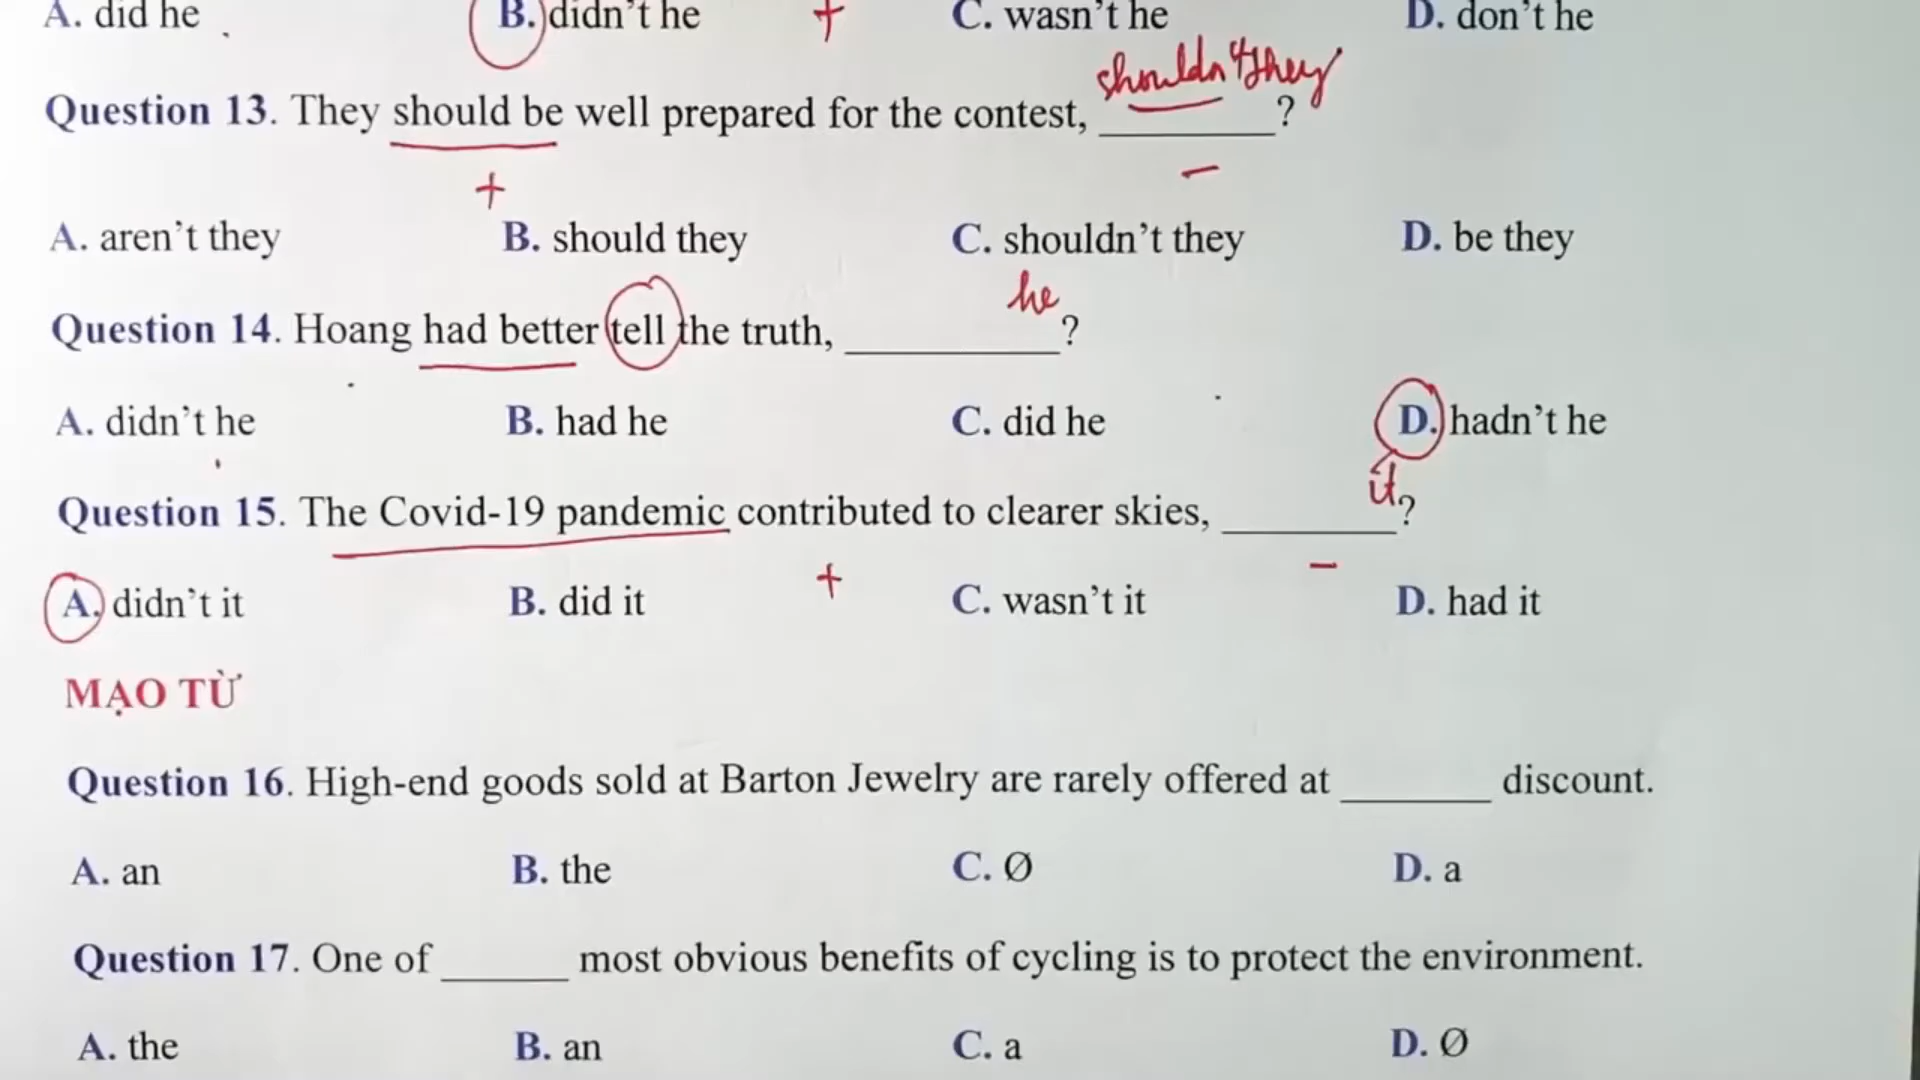 A. did he B. didn't he + C. wasn't he D. don't he
shouldn't they
Question 13. They should be well prepared for the contest, ________?
+ −
A. aren't they B. should they C. shouldn't they D. be they
he
Question 14. Hoang had better tell the truth, __________?
A. didn't he B. had he C. did he D. hadn't he
it
Question 15. The Covid-19 pandemic contributed to clearer skies, ________?
+ −
A. didn't it B. did it C. wasn't it D. had it
MẠO TỪ
Question 16. High-end goods sold at Barton Jewelry are rarely offered at _______ discount.
A. an B. the C. Ø D. a
Question 17. One of ______ most obvious benefits of cycling is to protect the environment.
A. the B. an C. a D. Ø